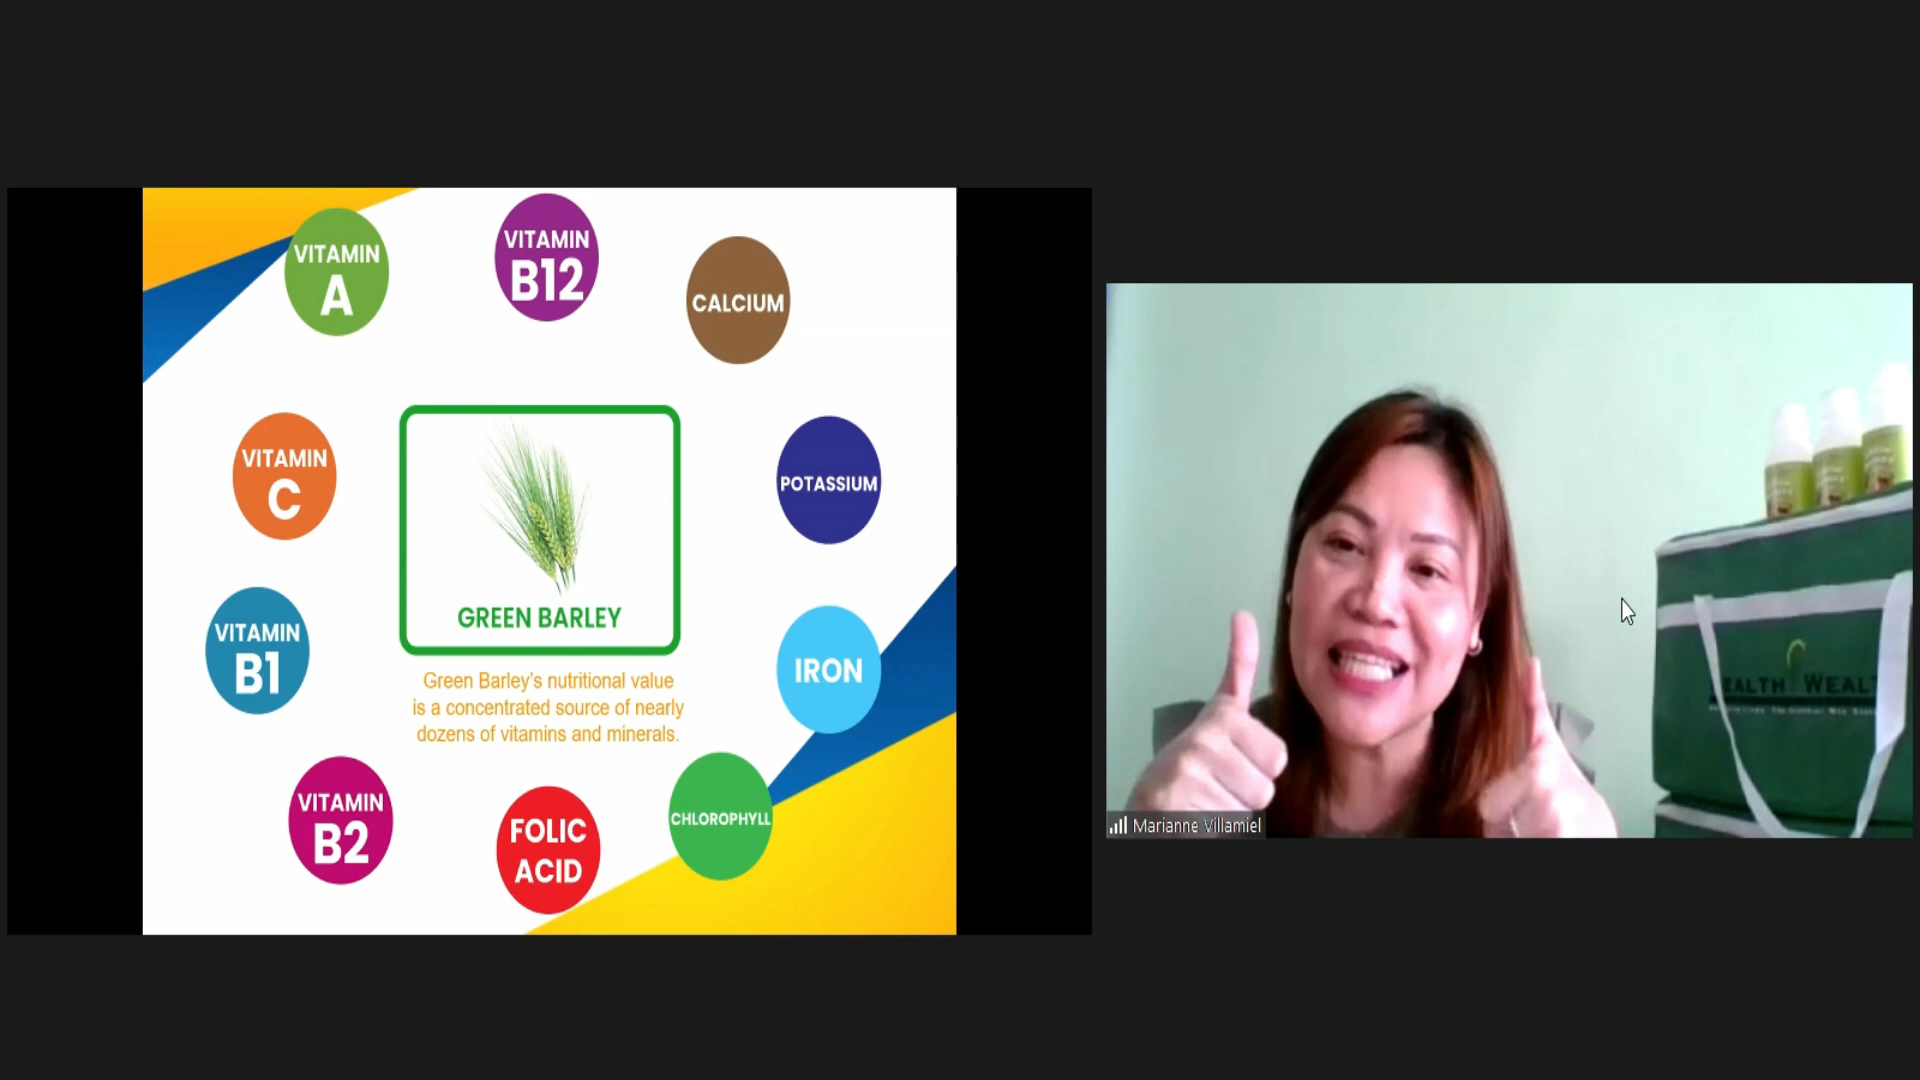 VITAMIN
A
VITAMIN
B12
CALCIUM
VITAMIN
C
POTASSIUM
GREEN BARLEY
VITAMIN
B1
IRON
Green Barley's nutritional value
is a concentrated source of nearly
dozens of vitamins and minerals.
VITAMIN
B2
FOLIC
ACID
CHLOROPHYLL
Marianne Villamiel